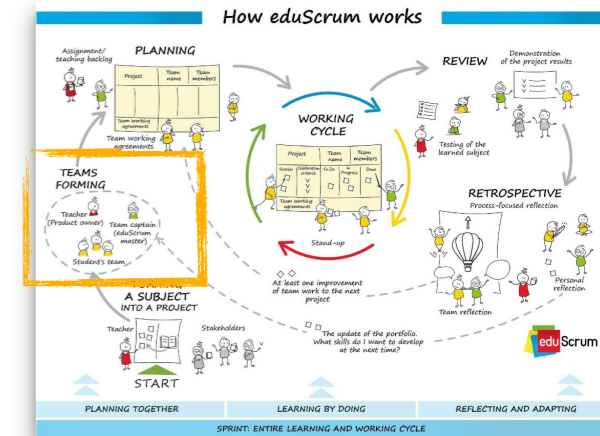 How eduScrum works
Assignment/
teaching backlog
PLANNING
Project
Team
name
Team
members
Team working
agreements
Team working
agreements
TEAMS
FORMING
Teacher
(Product owner)
Team captain
(eduScrum
master)
Student's team
A SUBJECT
INTO A PROJECT
Teacher
Stakeholders
START
WORKING
CYCLE
Project
Team
name
Team
members
Stories
Celebration
criteria
To Do
In
Progress
Done
Team working
agreements
Stand-up
At least one improvement
of team work to the next
project
The update of the portfolio.
What skills do I want to develop
at the next time?
REVIEW
Demonstration
of the project results
Testing of the
learned subject
RETROSPECTIVE
Process-focused reflection
Team reflection
Personal
reflection
edu Scrum
PLANNING TOGETHER
LEARNING BY DOING
REFLECTING AND ADAPTING
SPRINT: ENTIRE LEARNING AND WORKING CYCLE